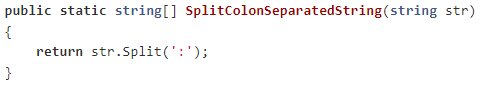 public static string[] SplitColonSeparatedString(string str)
{
    return str.Split(':');
}